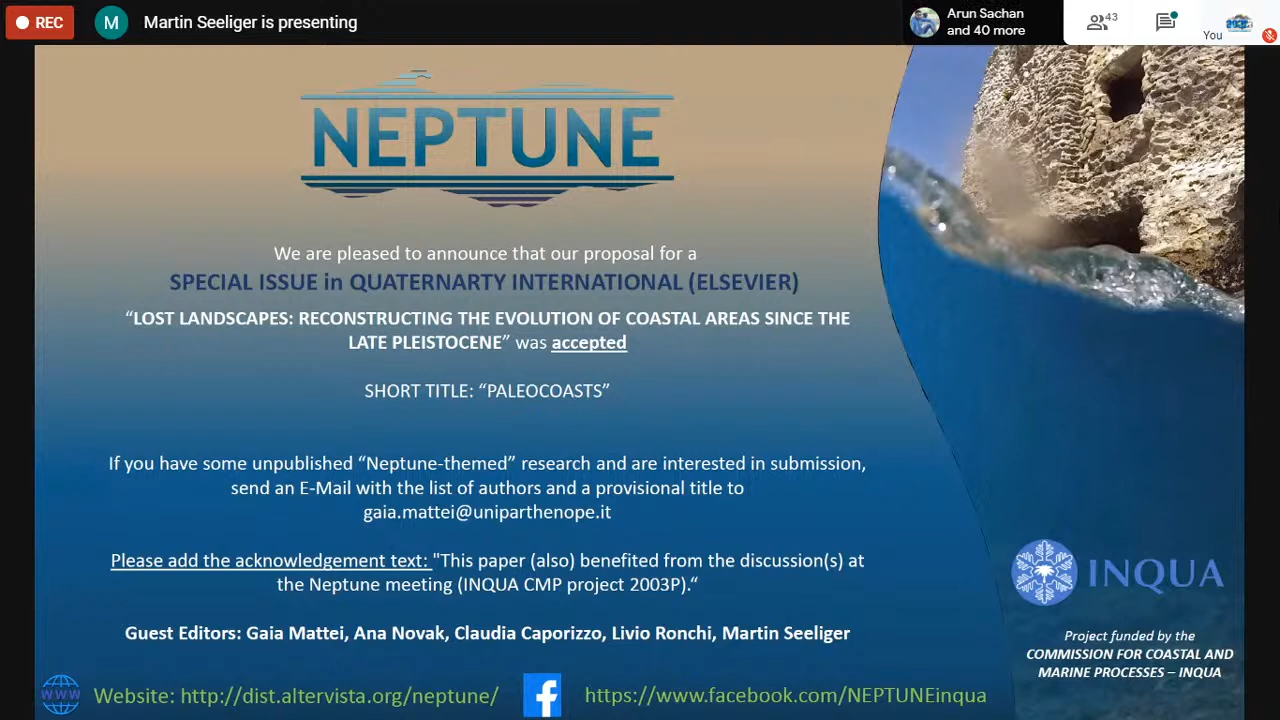 REC
M
Martin Seeliger is presenting
Arun Sachan
and 40 more
43
You
NEPTUNE
We are pleased to announce that our proposal for a
SPECIAL ISSUE in QUATERNARTY INTERNATIONAL (ELSEVIER)
“LOST LANDSCAPES: RECONSTRUCTING THE EVOLUTION OF COASTAL AREAS SINCE THE
LATE PLEISTOCENE” was accepted
SHORT TITLE: “PALEOCOASTS”
If you have some unpublished “Neptune-themed” research and are interested in submission,
send an E-Mail with the list of authors and a provisional title to
gaia.mattei@uniparthenope.it
Please add the acknowledgement text: "This paper (also) benefited from the discussion(s) at
the Neptune meeting (INQUA CMP project 2003P).“
Guest Editors: Gaia Mattei, Ana Novak, Claudia Caporizzo, Livio Ronchi, Martin Seeliger
INQUA
Project funded by the
COMMISSION FOR COASTAL AND
MARINE PROCESSES – INQUA
WWW
Website: http://dist.altervista.org/neptune/
f
https://www.facebook.com/NEPTUNEinqua